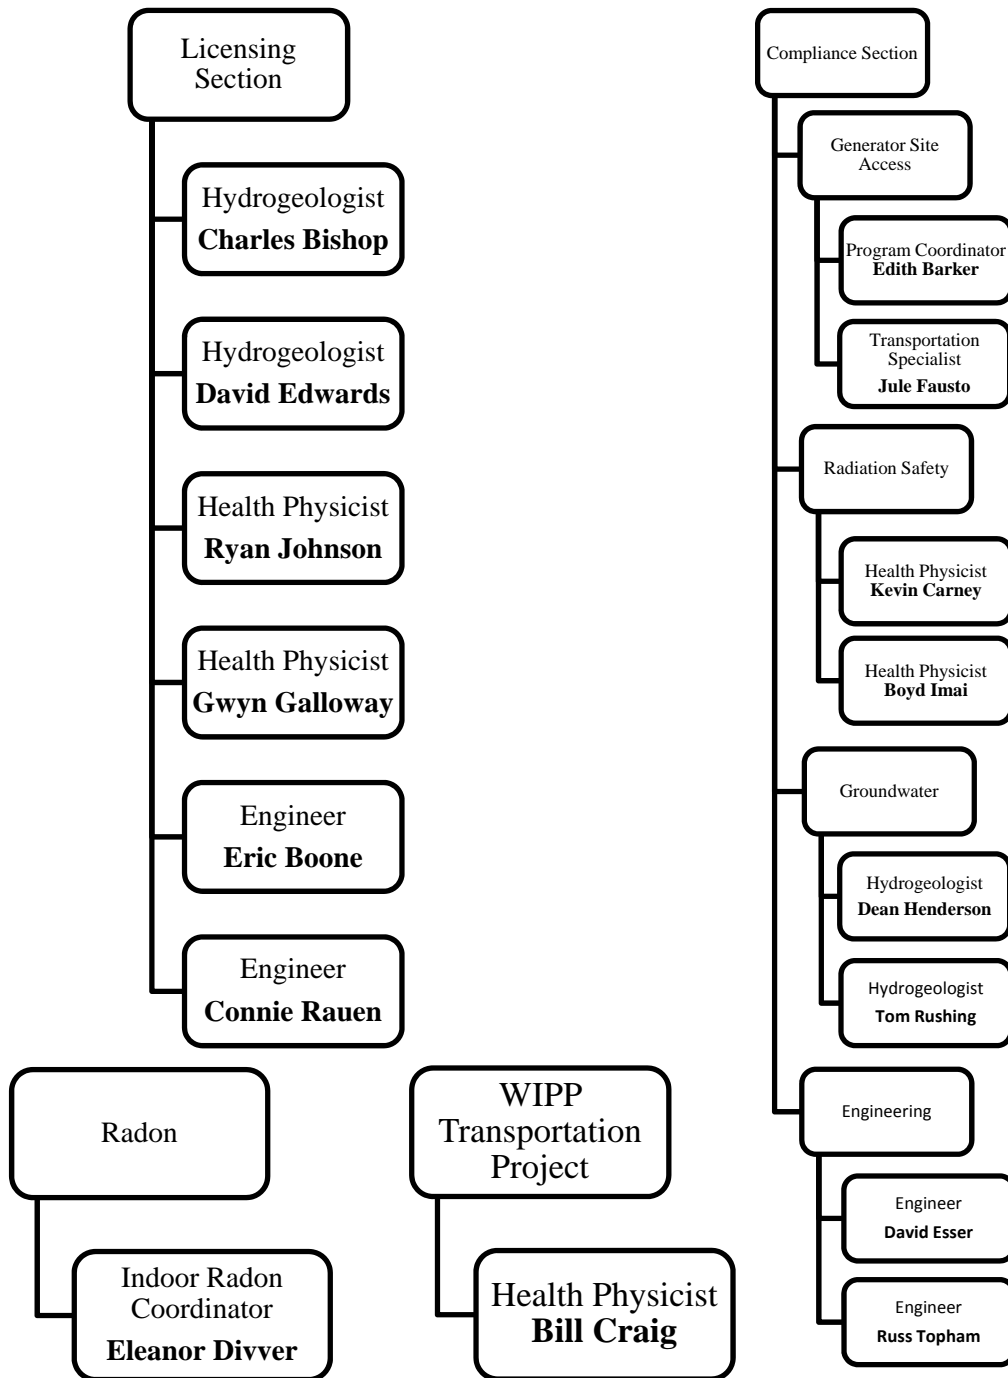 Licensing
Section
Hydrogeologist
Charles Bishop
Hydrogeologist
David Edwards
Health Physicist
Ryan Johnson
Health Physicist
Gwyn Galloway
Engineer
Eric Boone
Engineer
Connie Rauen
Radon
Indoor Radon
Coordinator
Eleanor Divver
WIPP
Transportation
Project
Health Physicist
Bill Craig
Compliance Section
Generator Site
Access
Program Coordinator
Edith Barker
Transportation
Specialist
Jule Fausto
Radiation Safety
Health Physicist
Kevin Carney
Health Physicist
Boyd Imai
Groundwater
Hydrogeologist
Dean Henderson
Hydrogeologist
Tom Rushing
Engineering
Engineer
David Esser
Engineer
Russ Topham